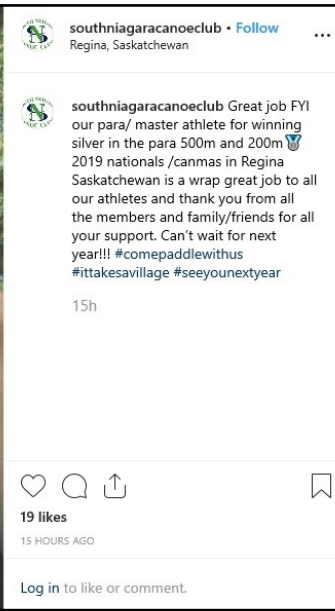 southniagaracanoeclub • Follow
Regina, Saskatchewan
...
southniagaracanoeclub Great job FYI
our para/ master athlete for winning
silver in the para 500m and 200m🥈
2019 nationals /canmas in Regina
Saskatchewan is a wrap great job to all
our athletes and thank you from all
the members and family/friends for all
your support. Can't wait for next
year!!! #comepaddlewithus
#ittakesavillage #seeyounextyear
15h
19 likes
15 HOURS AGO
Log in to like or comment.